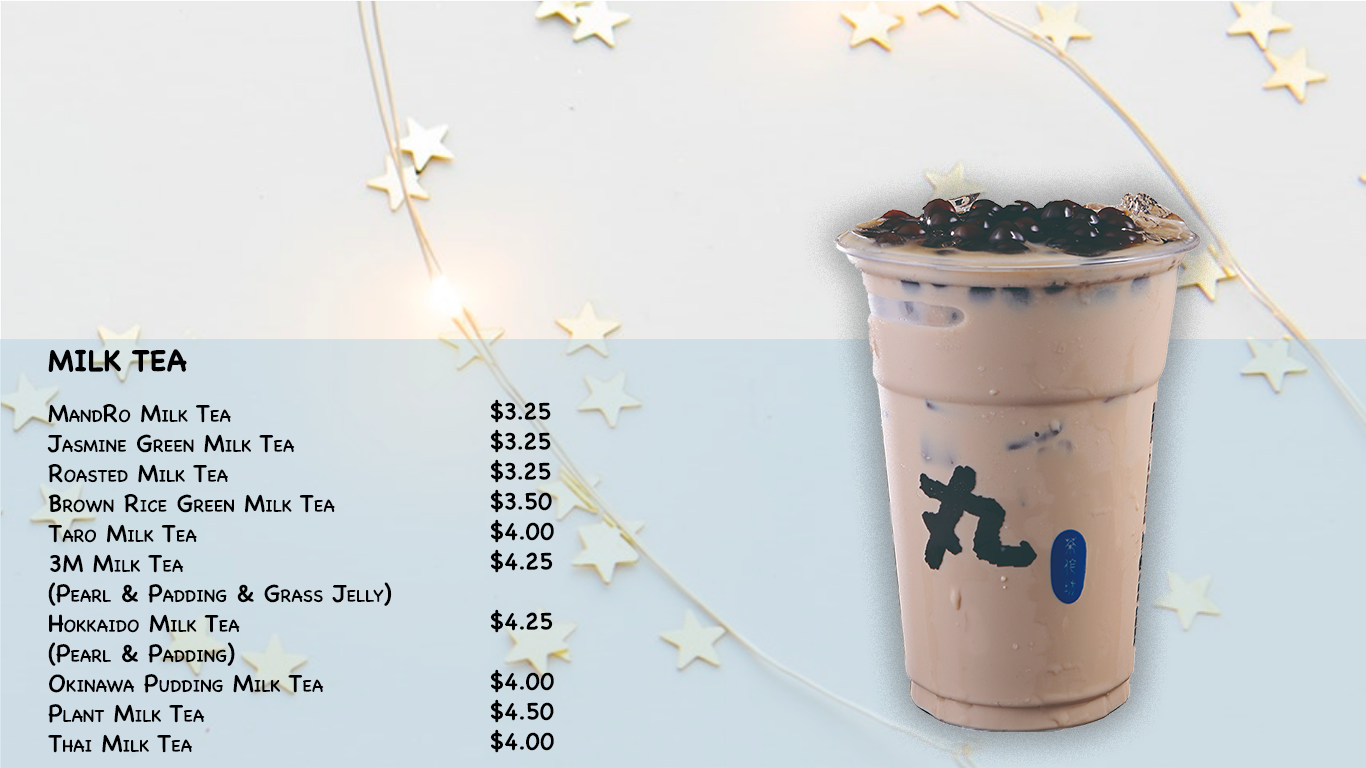 MILK TEA
MandRo Milk Tea $3.25
Jasmine Green Milk Tea $3.25
Roasted Milk Tea $3.25
Brown Rice Green Milk Tea $3.50
Taro Milk Tea $4.00
3M Milk Tea $4.25
(Pearl & Padding & Grass Jelly)
Hokkaido Milk Tea $4.25
(Pearl & Padding)
Okinawa Pudding Milk Tea $4.00
Plant Milk Tea $4.50
Thai Milk Tea $4.00
丸